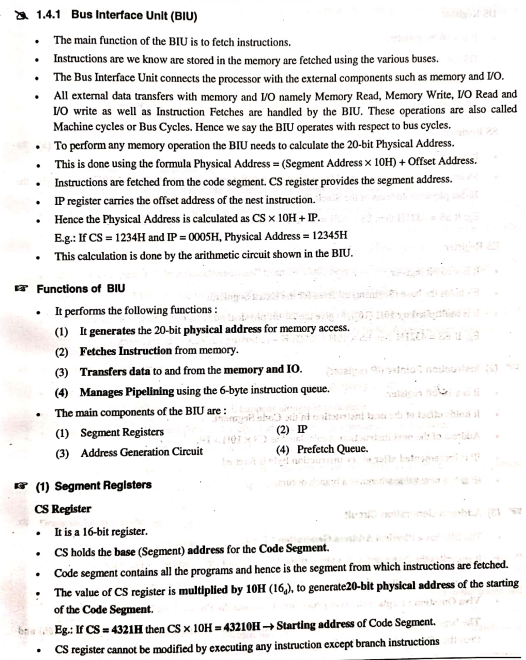 1.4.1 Bus Interface Unit (BIU)
• The main function of the BIU is to fetch instructions.
• Instructions are we know are stored in the memory are fetched using the various buses.
• The Bus Interface Unit connects the processor with the external components such as memory and I/O.
• All external data transfers with memory and I/O namely Memory Read, Memory Write, I/O Read and
I/O write as well as Instruction Fetches are handled by the BIU. These operations are also called
Machine cycles or Bus Cycles. Hence we say the BIU operates with respect to bus cycles.
• To perform any memory operation the BIU needs to calculate the 20-bit Physical Address.
• This is done using the formula Physical Address = (Segment Address × 10H) + Offset Address.
• Instructions are fetched from the code segment. CS register provides the segment address.
• IP register carries the offset address of the nest instruction.
• Hence the Physical Address is calculated as CS × 10H + IP.
E.g.: If CS = 1234H and IP = 0005H, Physical Address = 12345H
• This calculation is done by the arithmetic circuit shown in the BIU.
Functions of BIU
• It performs the following functions :
(1) It generates the 20-bit physical address for memory access.
(2) Fetches Instruction from memory.
(3) Transfers data to and from the memory and IO.
(4) Manages Pipelining using the 6-byte instruction queue.
• The main components of the BIU are :
(1) Segment Registers (2) IP
(3) Address Generation Circuit (4) Prefetch Queue.
(1) Segment Registers
CS Register
• It is a 16-bit register.
• CS holds the base (Segment) address for the Code Segment.
• Code segment contains all the programs and hence is the segment from which instructions are fetched.
• The value of CS register is multiplied by 10H (16d), to generate20-bit physical address of the starting
of the Code Segment.
Eg.: If CS = 4321H then CS × 10H = 43210H → Starting address of Code Segment.
• CS register cannot be modified by executing any instruction except branch instructions